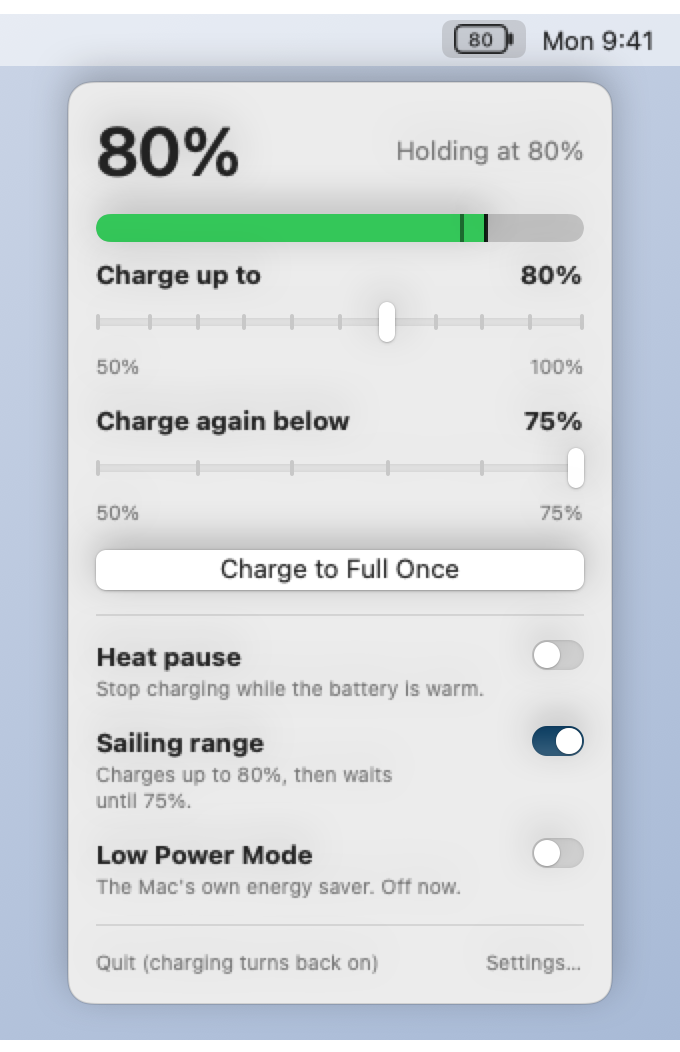 80 Mon 9:41
80% Holding at 80%
Charge up to 80%
50% 100%
Charge again below 75%
50% 75%
Charge to Full Once
Heat pause
Stop charging while the battery is warm.
Sailing range
Charges up to 80%, then waits
until 75%.
Low Power Mode
The Mac's own energy saver. Off now.
Quit (charging turns back on) Settings...